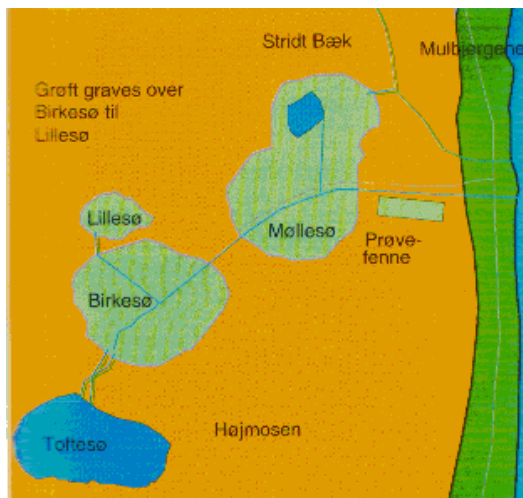 Stridt Bæk
Mulbjergene
Grøft graves over
Birkesø til
Lillesø
Lillesø
Møllesø
Prøve-
fenne
Birkesø
Højmosen
Toftesø